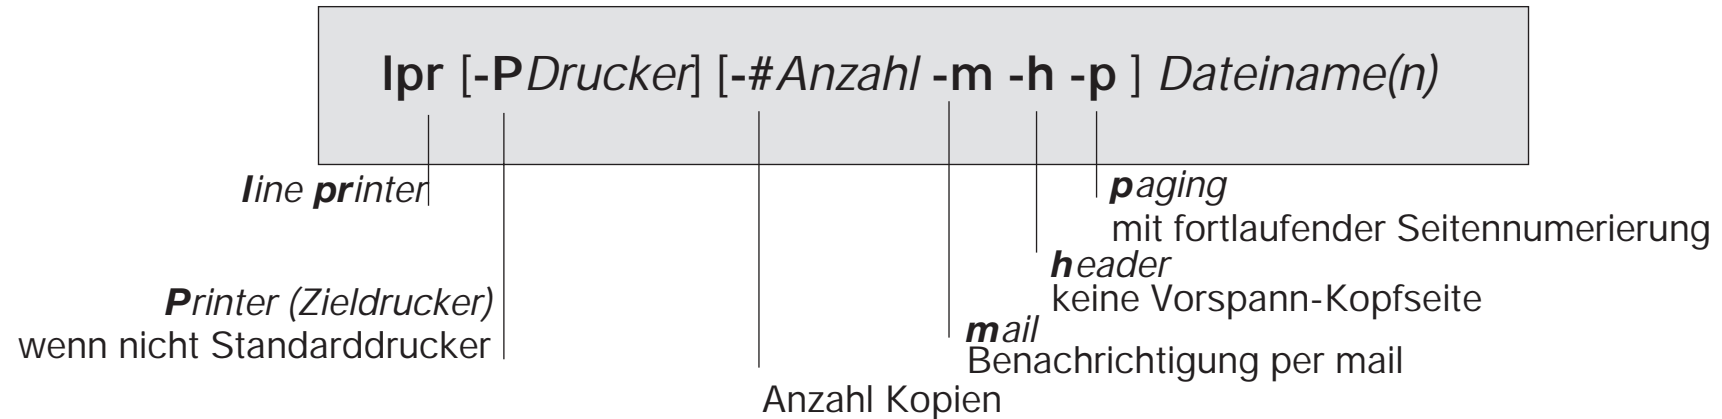 lpr [-PDrucker] [-#Anzahl -m -h -p ] Dateiname(n)
line printer
paging
mit fortlaufender Seitennumerierung
header
keine Vorspann-Kopfseite
Printer (Zieldrucker)
wenn nicht Standarddrucker
mail
Benachrichtigung per mail
Anzahl Kopien